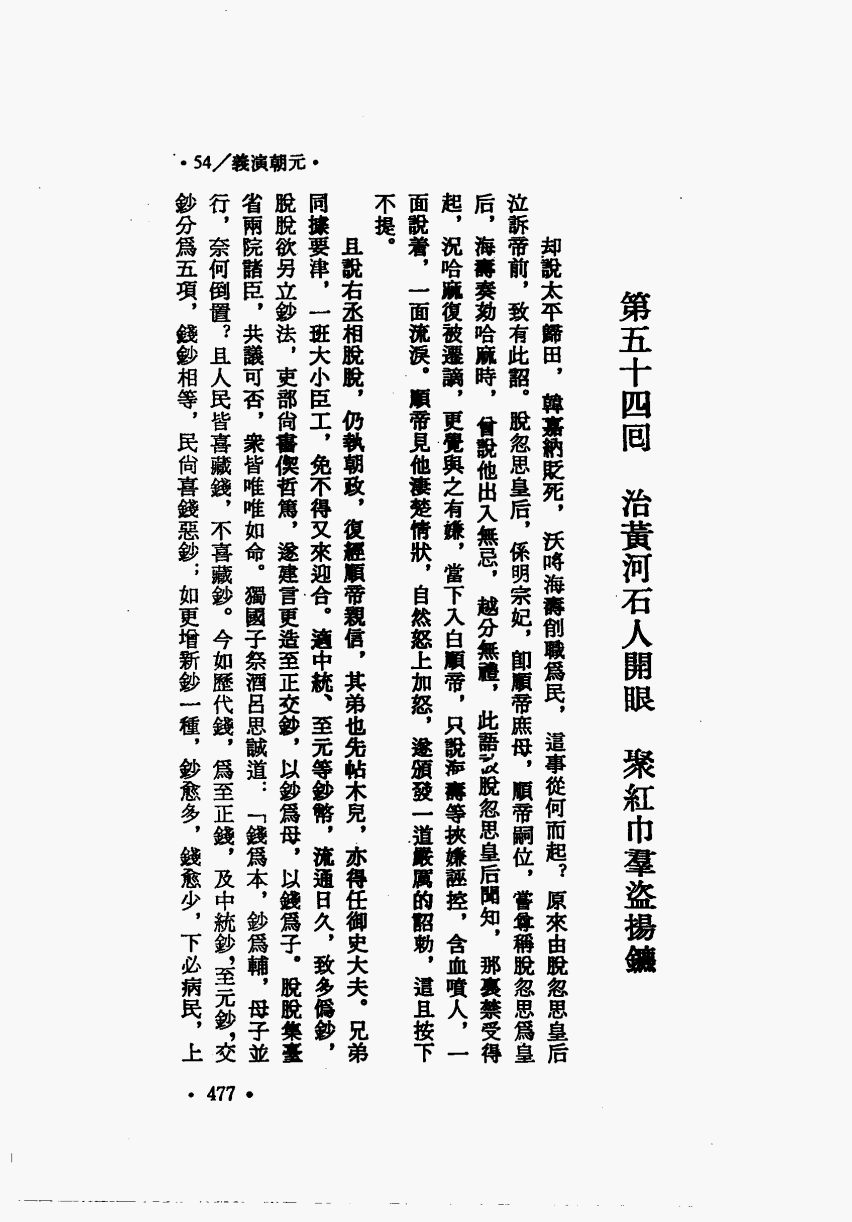 •54／義演朝元•
第五十四回　治黃河石人開眼　聚紅巾羣盜揚鑣
却說太平歸田，韓嘉納貶死，沃呣海壽創職爲民，這事從何而起？原來由脫忽思皇后
泣訴帝前，致有此詔。脫忽思皇后，係明宗妃，卽順帝庶母，順帝嗣位，嘗尊稱脫忽思爲皇
后，海壽奏劾哈麻時，曾說他出入無忌，越分無禮，此語脫忽思皇后聞知，那裏禁受得
起，況哈麻復被遷謫，更覺與之有嫌，當下入白順帝，只說海壽等挾嫌誣控，含血噴人，一
面說着，一面流淚。順帝見他淒楚情狀，自然怒上加怒，遂頒發一道嚴厲的詔勅，這且按下
不提。
且說右丞相脫脫，仍執朝政，復經順帝親信，其弟也先帖木兒，亦得任御史大夫。兄弟
同據要津，一班大小臣工，免不得又來迎合。適中統、至元等鈔幣，流通日久，致多僞鈔，
脫脫欲另立鈔法，吏部尙書偰哲篤，遂建言更造至正交鈔，以鈔爲母，以錢爲子。脫脫集臺
省兩院諸臣，共議可否，衆皆唯唯如命。獨國子祭酒呂思誠道：「錢爲本，鈔爲輔，母子並
行，奈何倒置？且人民皆喜藏錢，不喜藏鈔。今如歷代錢，爲至正錢，及中統鈔，至元鈔，交
鈔分爲五項，錢鈔相等，民尙喜錢惡鈔；如更增新鈔一種，鈔愈多，錢愈少，下必病民，上
•477•